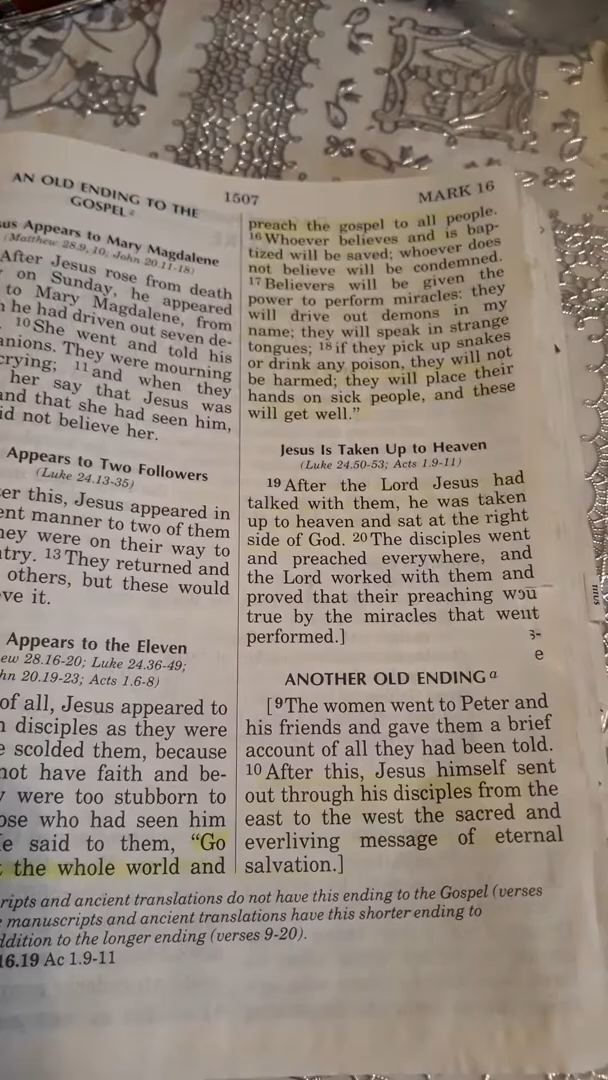 AN OLD ENDING TO THE
GOSPEL
1507
MARK 16
Appears to Mary Magdalene
(Matthew 28.9, 10; John 20.11-18)
After Jesus rose from death
on Sunday, he appeared
to Mary Magdalene, from
he had driven out seven de-
10 She went and told his
They were mourning
crying; 11 and when they
her say that Jesus was
and that she had seen him,
not believe her.
Appears to Two Followers
(Luke 24.13-35)
this, Jesus appeared in
manner to two of them
they were on their way to
13 They returned and
others, but these would
it.
Appears to the Eleven
28.16-20; Luke 24.36-49;
20.19-23; Acts 1.6-8)
of all, Jesus appeared to
disciples as they were
scolded them, because
not have faith and be-
were too stubborn to
who had seen him
said to them, “Go
the whole world and
preach the gospel to all people.
16 Whoever believes and is bap-
tized will be saved; whoever does
not believe will be condemned.
17 Believers will be given the
power to perform miracles: they
will drive out demons in my
name; they will speak in strange
tongues; 18 if they pick up snakes
or drink any poison, they will not
be harmed; they will place their
hands on sick people, and these
will get well.”
Jesus Is Taken Up to Heaven
(Luke 24.50-53; Acts 1.9-11)
19 After the Lord Jesus had
talked with them, he was taken
up to heaven and sat at the right
side of God. 20 The disciples went
and preached everywhere, and
the Lord worked with them and
proved that their preaching
true by the miracles that went
performed.]
3-
e
ANOTHER OLD ENDING a
[9 The women went to Peter and
his friends and gave them a brief
account of all they had been told.
10 After this, Jesus himself sent
out through his disciples from the
east to the west the sacred and
everliving message of eternal
salvation.]
and ancient translations do not have this ending to the Gospel (verses
manuscripts and ancient translations have this shorter ending to
to the longer ending (verses 9-20).
16.19 Ac 1.9-11